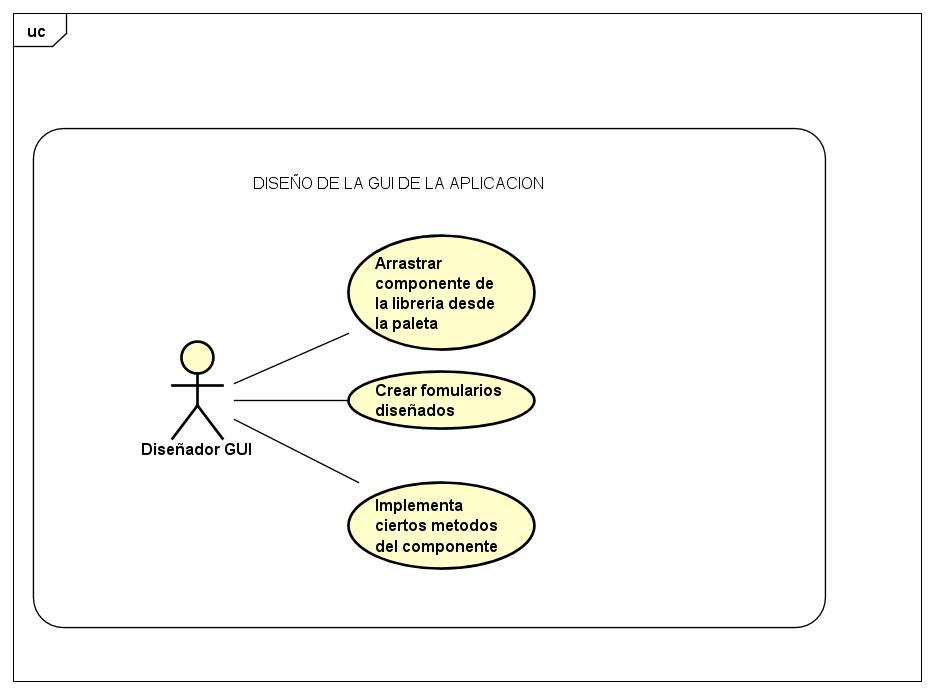 uc
DISEÑO DE LA GUI DE LA APLICACION
Arrastrar
componente de
la libreria desde
la paleta
Crear fomularios
diseñados
Diseñador GUI
Implementa
ciertos metodos
del componente